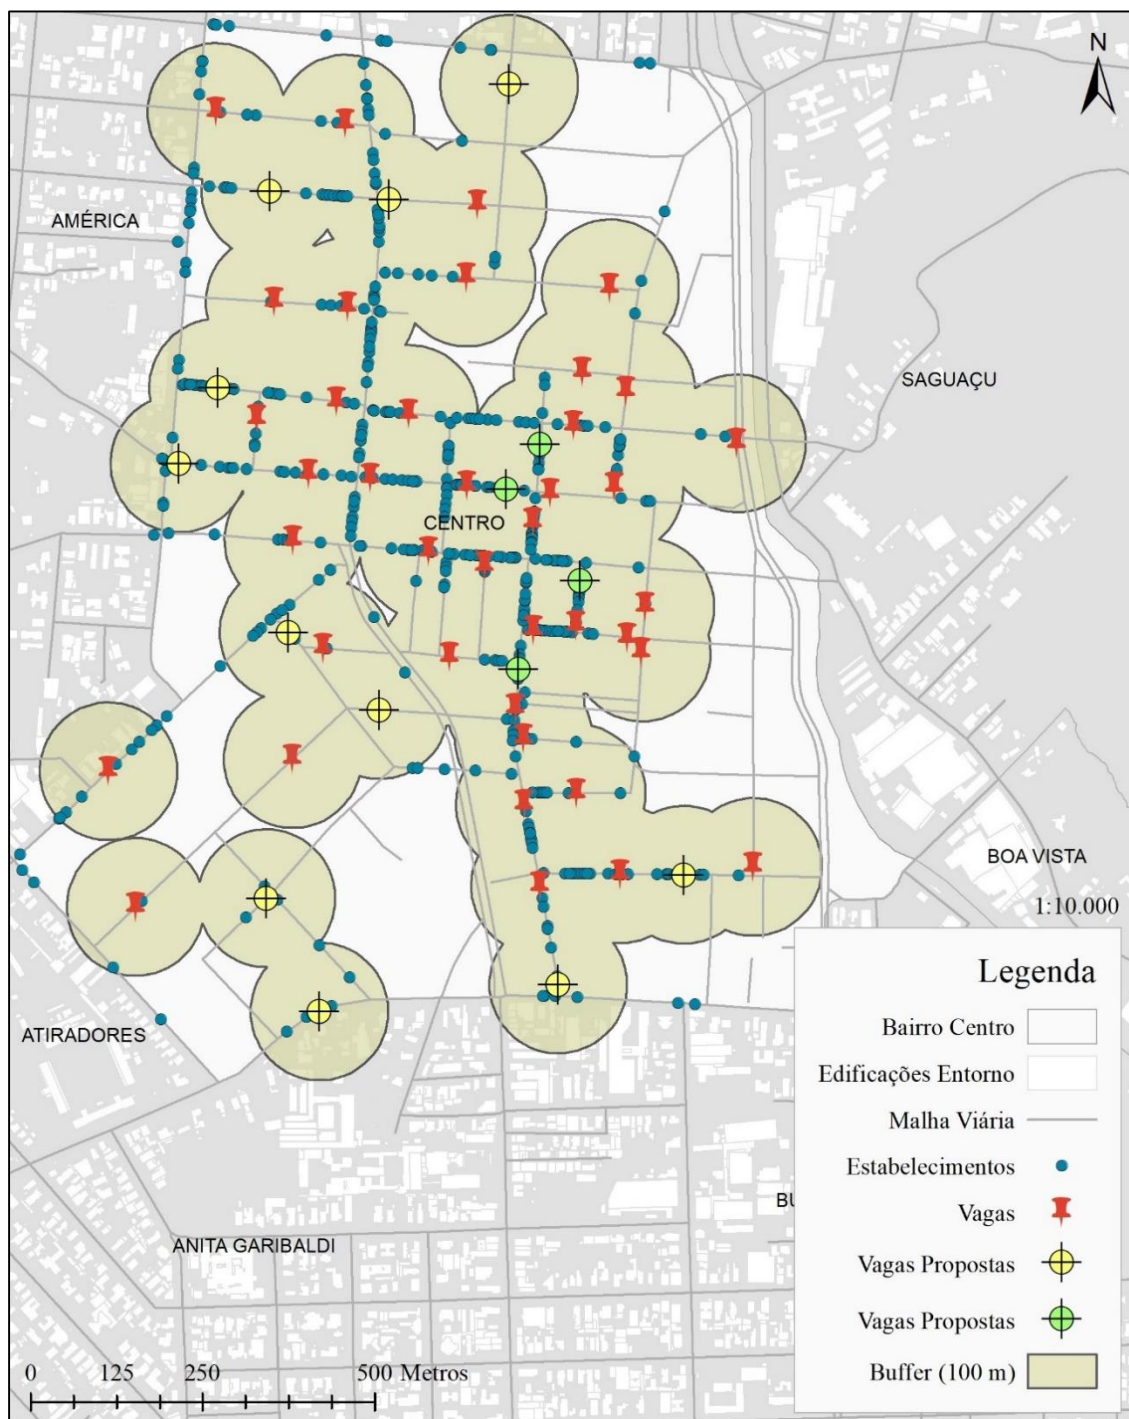 N
AMÉRICA
SAGUAÇU
CENTRO
BOA VISTA
1:10.000
ATIRADORES
BU
ANITA GARIBALDI
Legenda
Bairro Centro
Edificações Entorno
Malha Viária
Estabelecimentos
Vagas
Vagas Propostas
Vagas Propostas
Buffer (100 m)
0 125 250 500 Metros